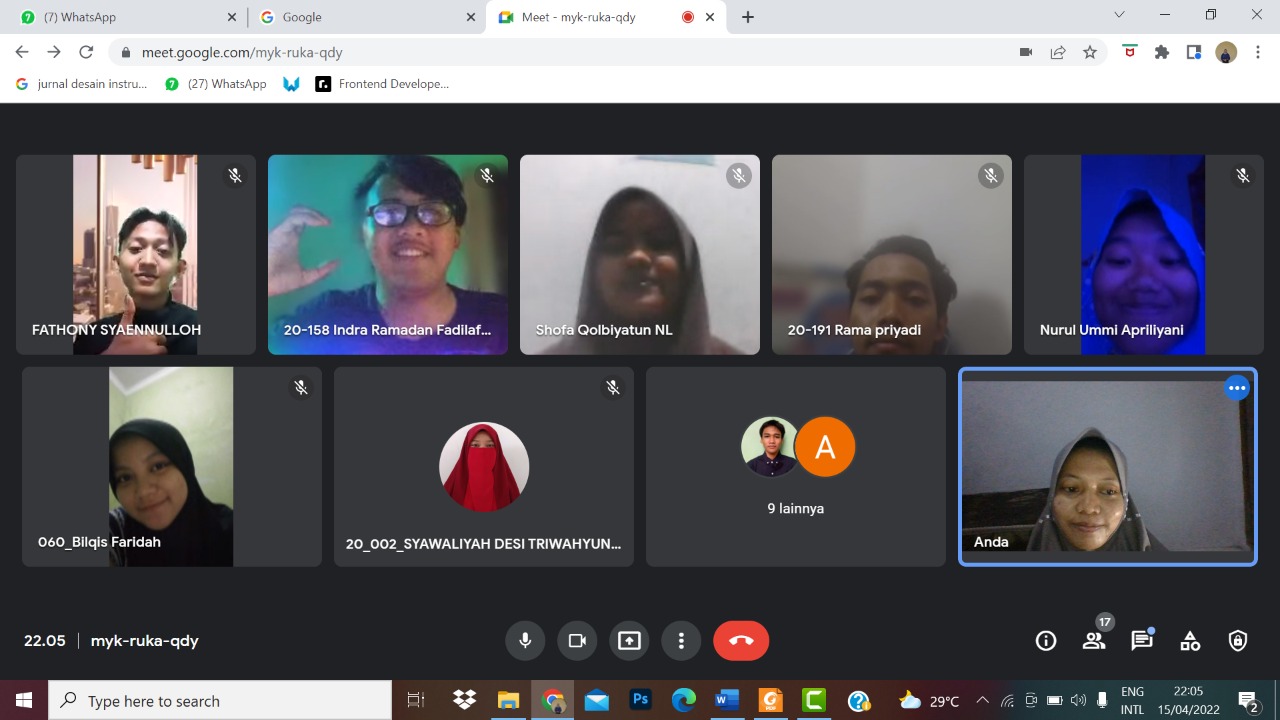 (7) WhatsApp
Google
Meet - myk-ruka-qdy
meet.google.com/myk-ruka-qdy
jurnal desain instru...
7
(27) WhatsApp
r.
Frontend Develope...
FATHONY SYAENNULLOH
20-158 Indra Ramadan Fadilaf...
Shofa Qolbiyatun NL
20-191 Rama priyadi
Nurul Ummi Apriliyani
060_Bilqis Faridah
20_002_SYAWALIYAH DESI TRIWAHYUN...
A
9 lainnya
Anda
22.05
myk-ruka-qdy
17
Type here to search
Ps
W
29°C
ENG
INTL
22:05
15/04/2022
2